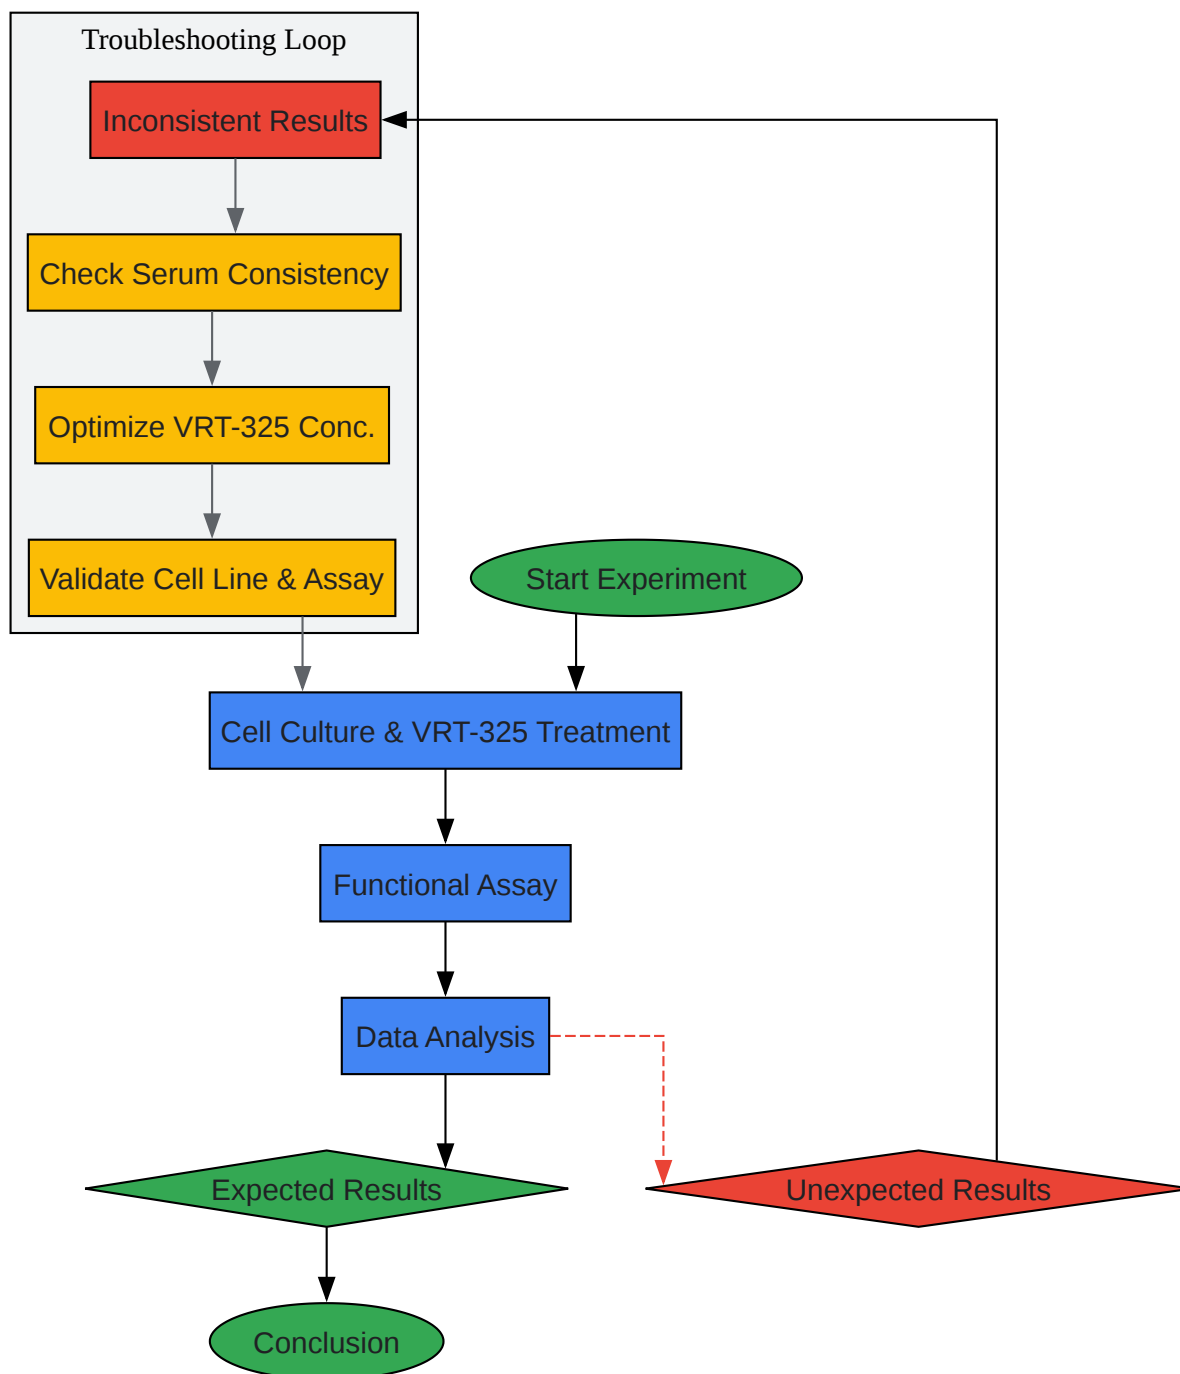 Troubleshooting Loop
Inconsistent Results
Check Serum Consistency
Optimize VRT-325 Conc.
Validate Cell Line & Assay
Start Experiment
Cell Culture & VRT-325 Treatment
Functional Assay
Data Analysis
Expected Results
Unexpected Results
Conclusion